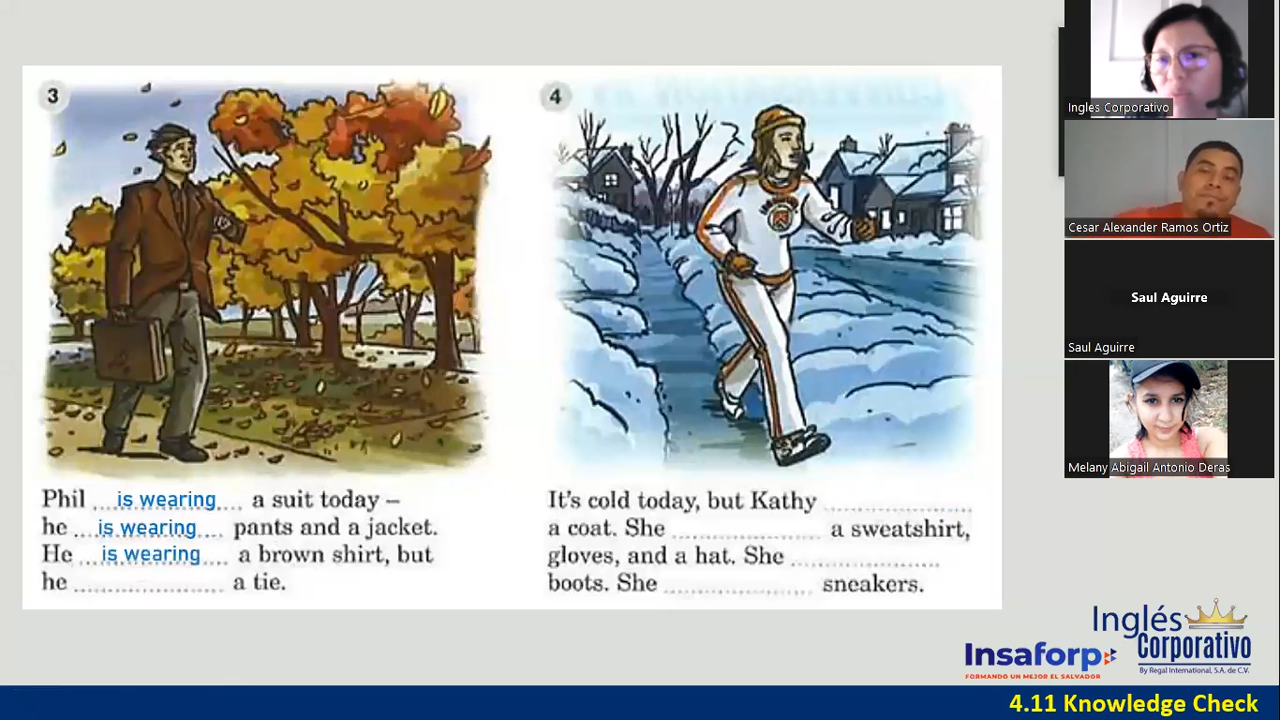 3
Phil is wearing a suit today –
he is wearing pants and a jacket.
He is wearing a brown shirt, but
he a tie.
4
It's cold today, but Kathy
a coat. She a sweatshirt,
gloves, and a hat. She
boots. She sneakers.
Ingles Corporativo
Cesar Alexander Ramos Ortiz
Saul Aguirre
Saul Aguirre
Melany Abigail Antonio Deras
Insaforp
FORMANDO UN MEJOR EL SALVADOR
Inglés
Corporativo
By Regal International, S.A. de C.V.
4.11 Knowledge Check